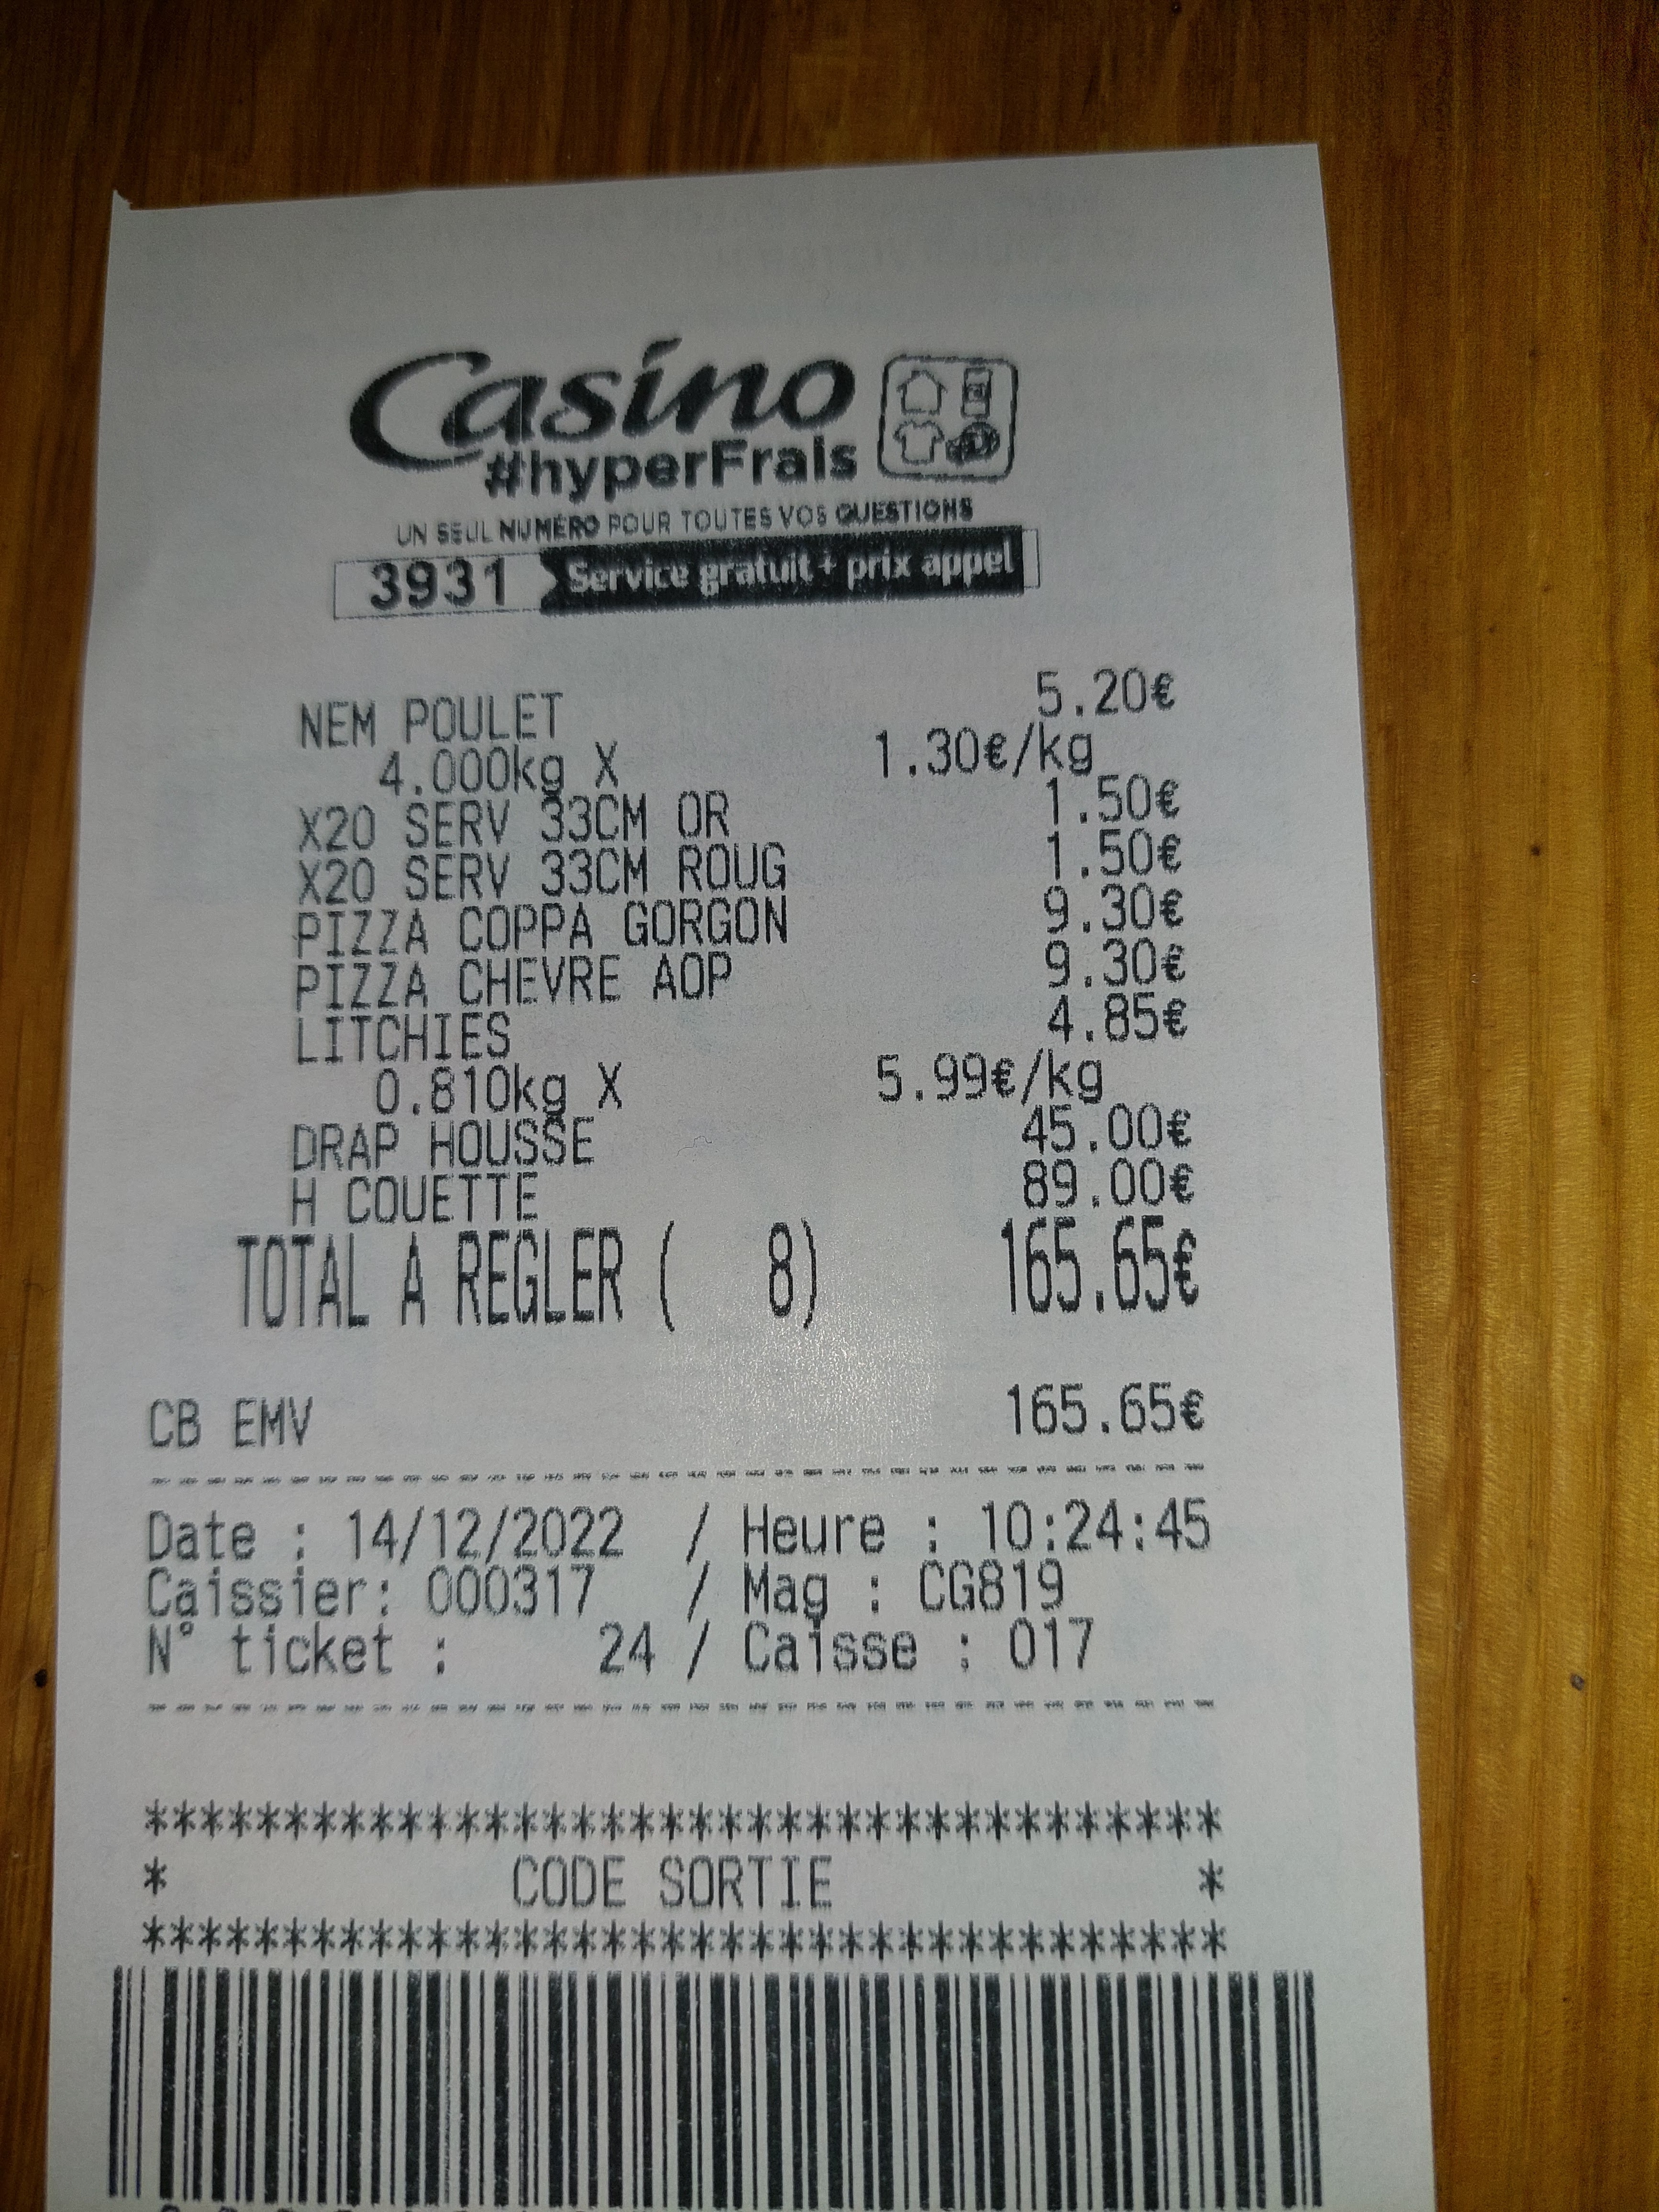 Casino
#hyperFrais
UN SEUL NUMÉRO POUR TOUTES VOS QUESTIONS
3931 Service gratuit + prix appel
NEM POULET 5.20€
4.000kg X 1.30€/kg
X20 SERV 33CM OR 1.50€
X20 SERV 33CM ROUG 1.50€
PIZZA COPPA GORGON 9.30€
PIZZA CHEVRE AOP 9.30€
LITCHIES 4.85€
0.810kg X 5.99€/kg
DRAP HOUSSE 45.00€
H COUETTE 89.00€
TOTAL A REGLER ( 8) 165.65€
CB EMV 165.65€
--------------------------------------
Date : 14/12/2022 / Heure : 10:24:45
Caissier: 000317 / Mag : CG819
N° ticket : 24 / Caisse : 017
--------------------------------------
**************************************
* CODE SORTIE *
**************************************